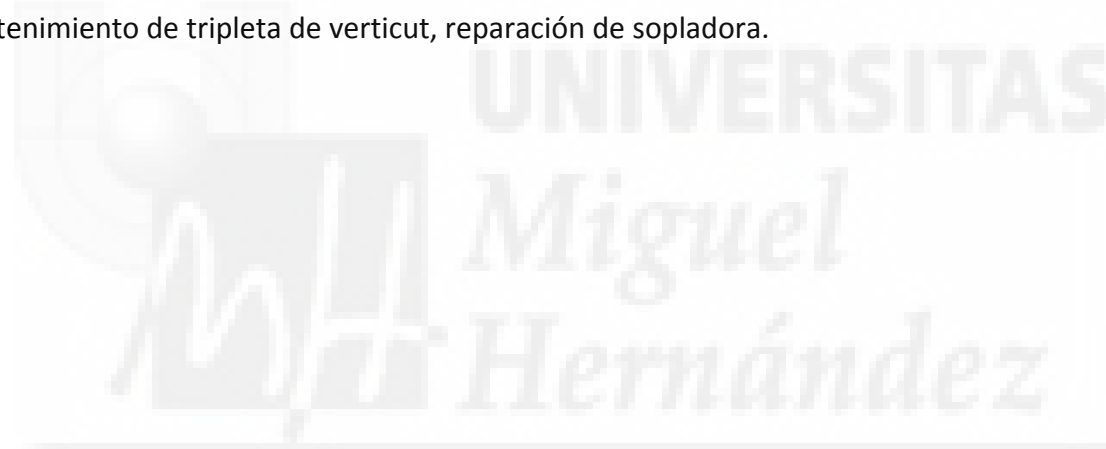 tenimiento de tripleta de verticut, reparación de sopladora.
UNIVERSITAS
Miguel
Hernández